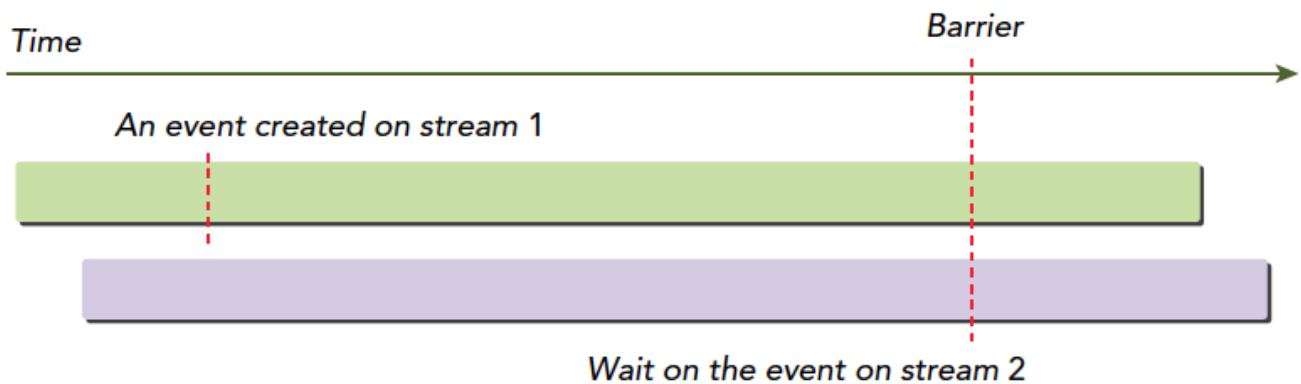 Time
Barrier
An event created on stream 1
Wait on the event on stream 2